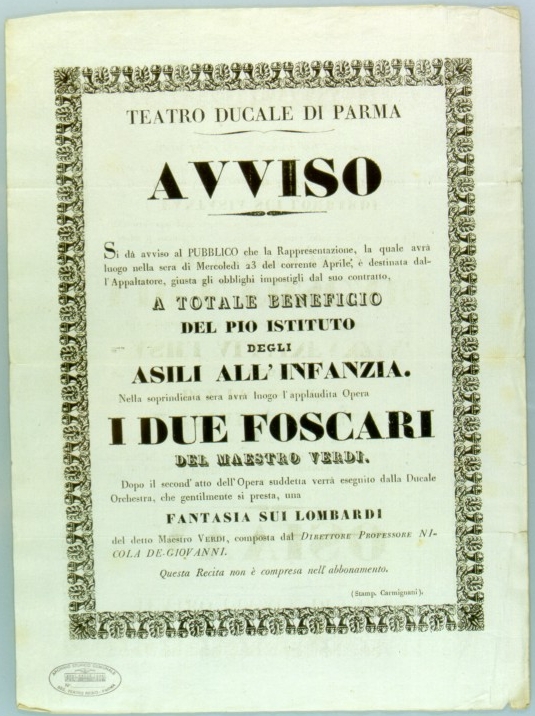 TEATRO DUCALE DI PARMA
AVVISO
Si dà avviso al PUBBLICO che la Rappresentazione, la quale avrà
luogo nella sera di Mercoledì 23 del corrente Aprile, è destinata dal-
l'Appaltatore, giusta gli obblighi impostigli dal suo contratto,
A TOTALE BENEFICIO
DEL PIO ISTITUTO
DEGLI
ASILI ALL'INFANZIA.
Nella soprindicata sera avrà luogo l'applaudita Opera
I DUE FOSCARI
DEL MAESTRO VERDI.
Dopo il second'atto dell'Opera suddetta verrà eseguito dalla Ducale
Orchestra, che gentilmente si presta, una
FANTASIA SUI LOMBARDI
del detto Maestro VERDI, composta dal DIRETTORE PROFESSORE NI-
COLA DE-GIOVANNI.
Questa Recita non è compresa nell'abbonamento.
(Stamp. Carmignani).